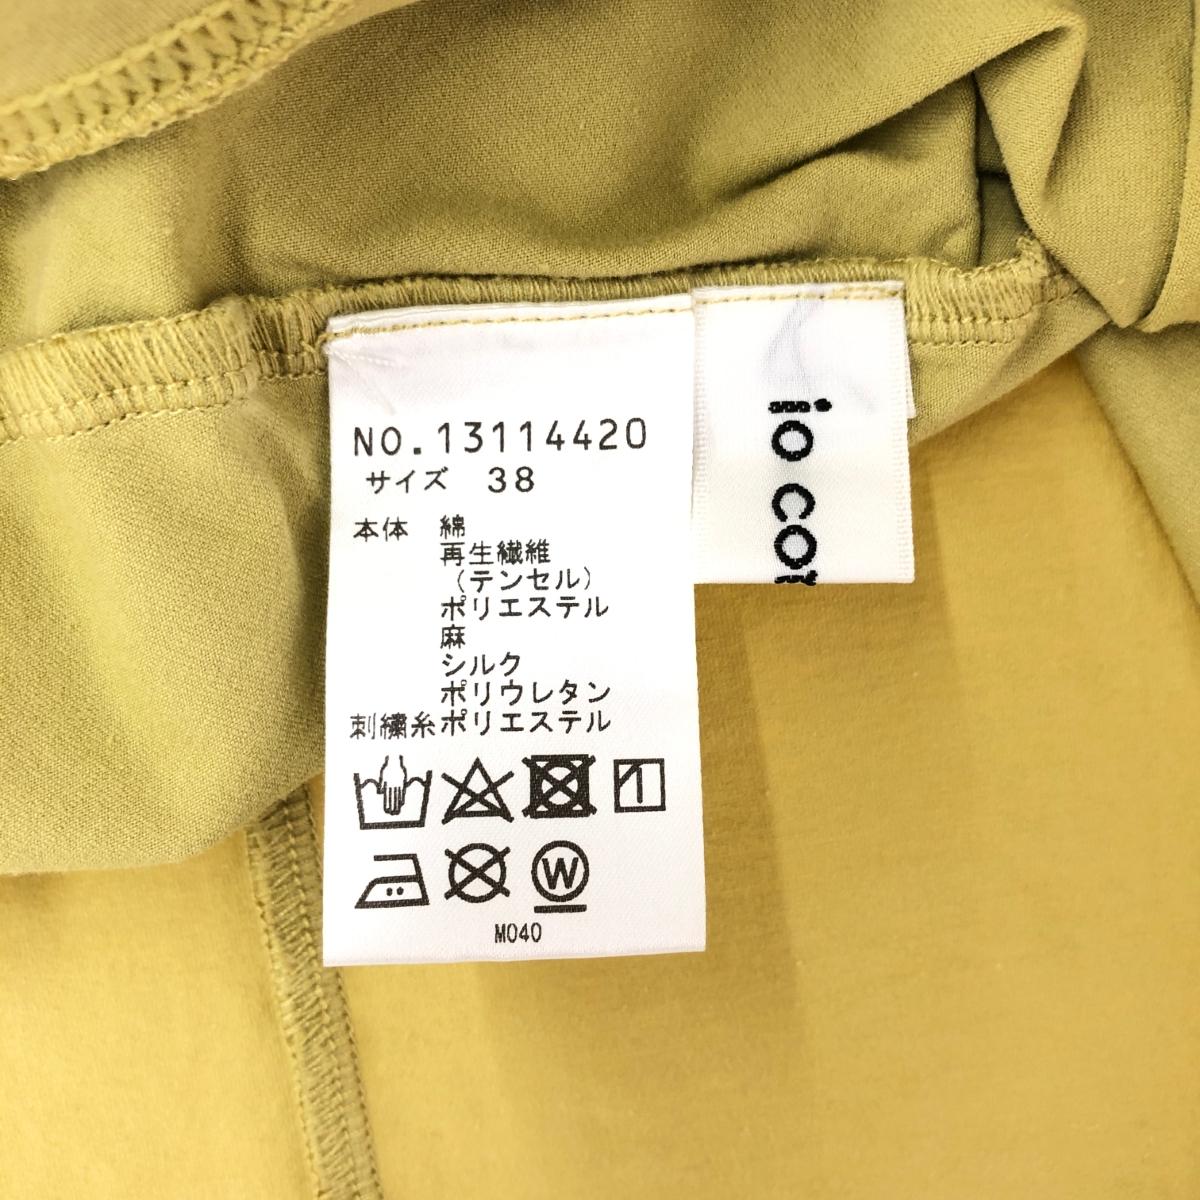 NO.13114420
サイズ 38
本体 綿
再生繊維
(テンセル)
ポリエステル
麻
シルク
ポリウレタン
刺繍糸ポリエステル
W
M040
io co